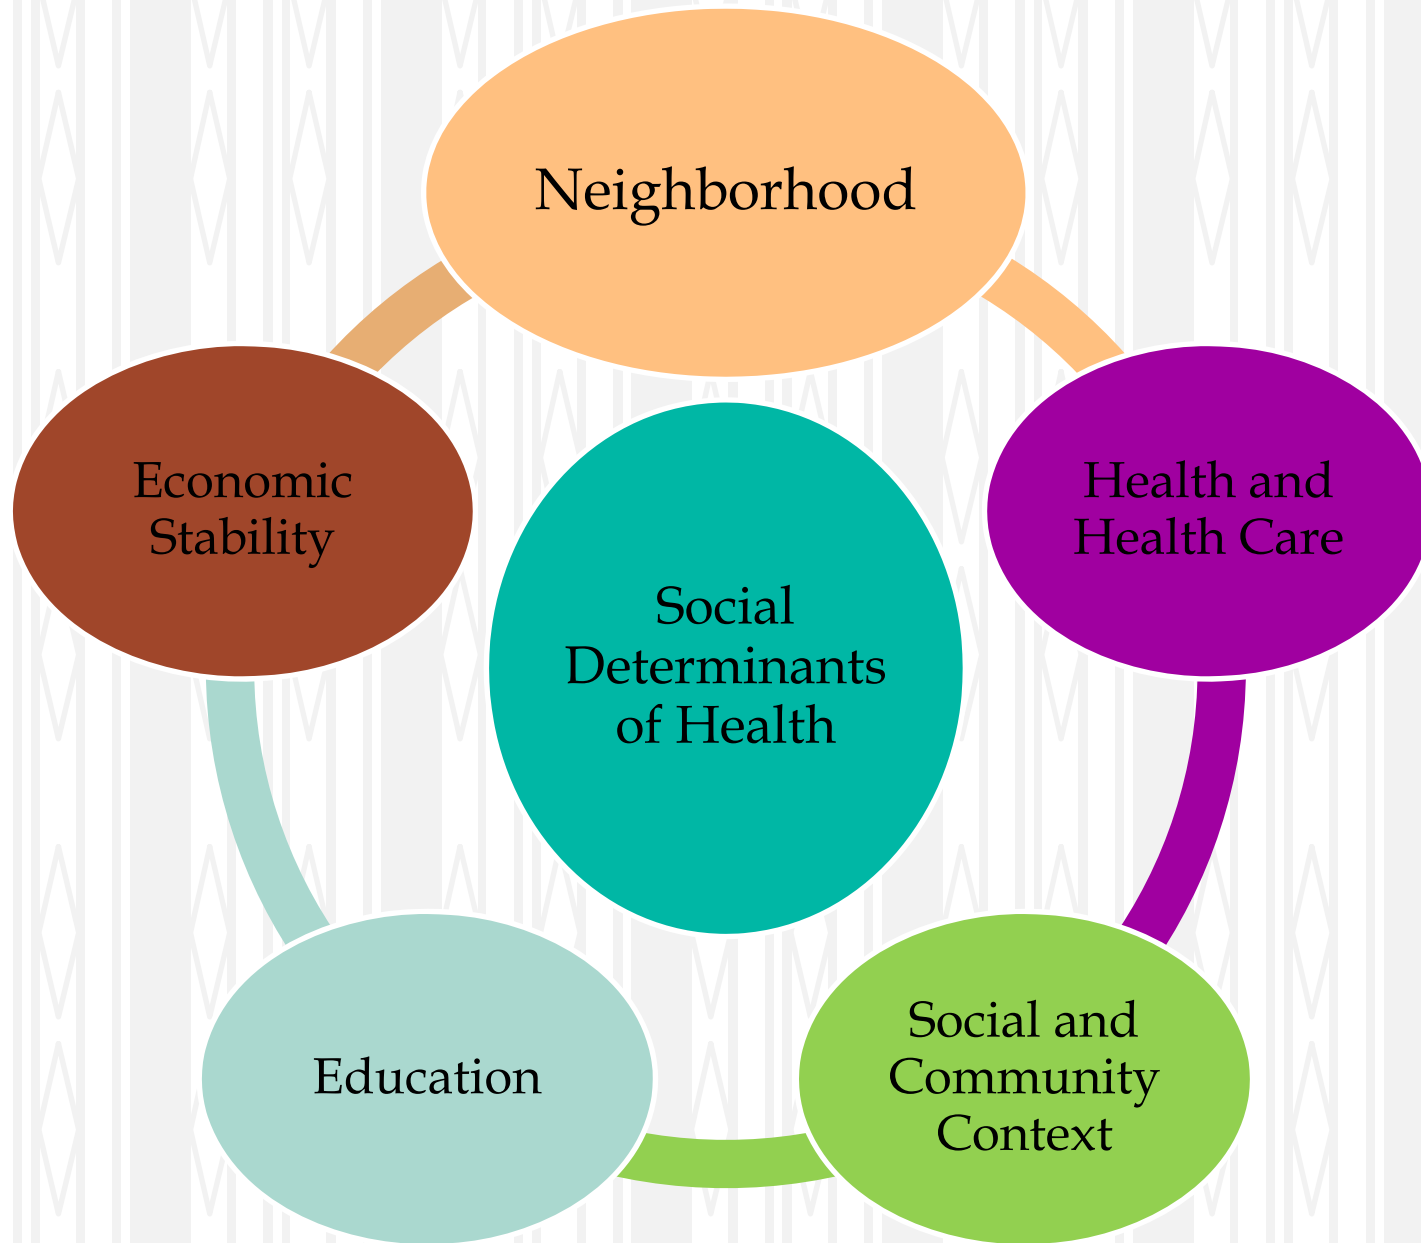 Neighborhood
Economic
Stability
Health and
Health Care
Social
Determinants
of Health
Education
Social and
Community
Context